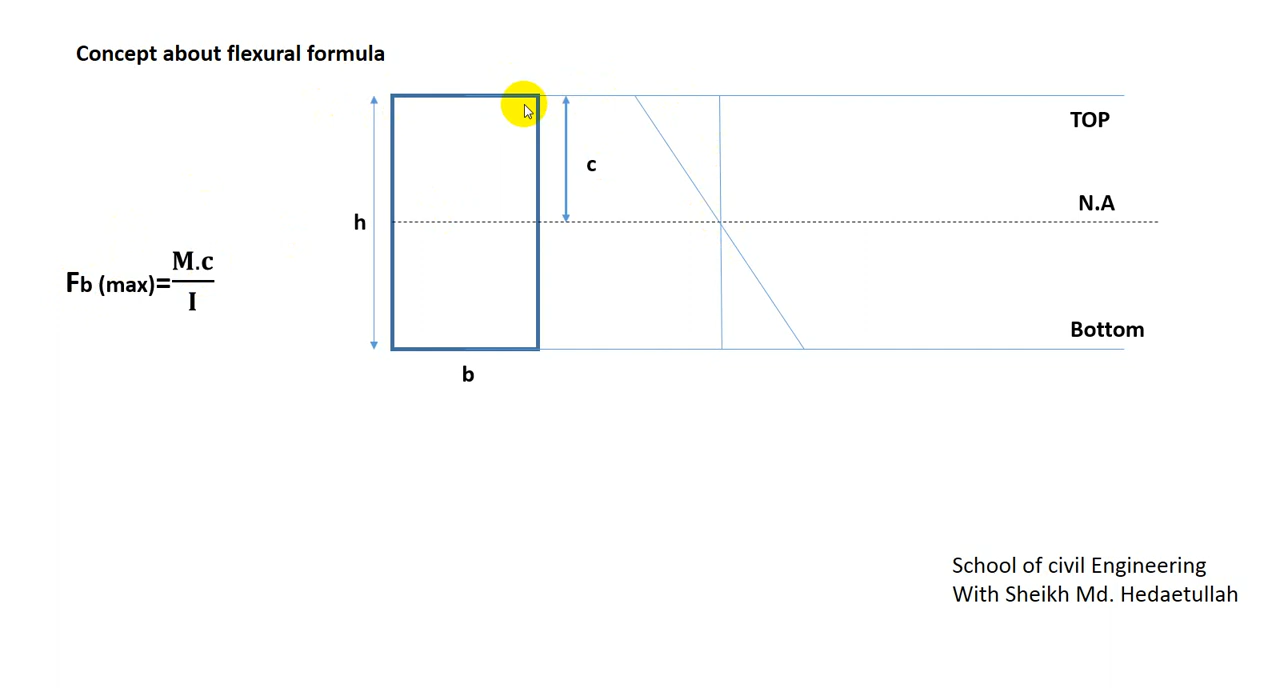 Concept about flexural formula
TOP
c
N.A
h
M.c
Fb (max)=
I
Bottom
b
School of civil Engineering
With Sheikh Md. Hedaetullah